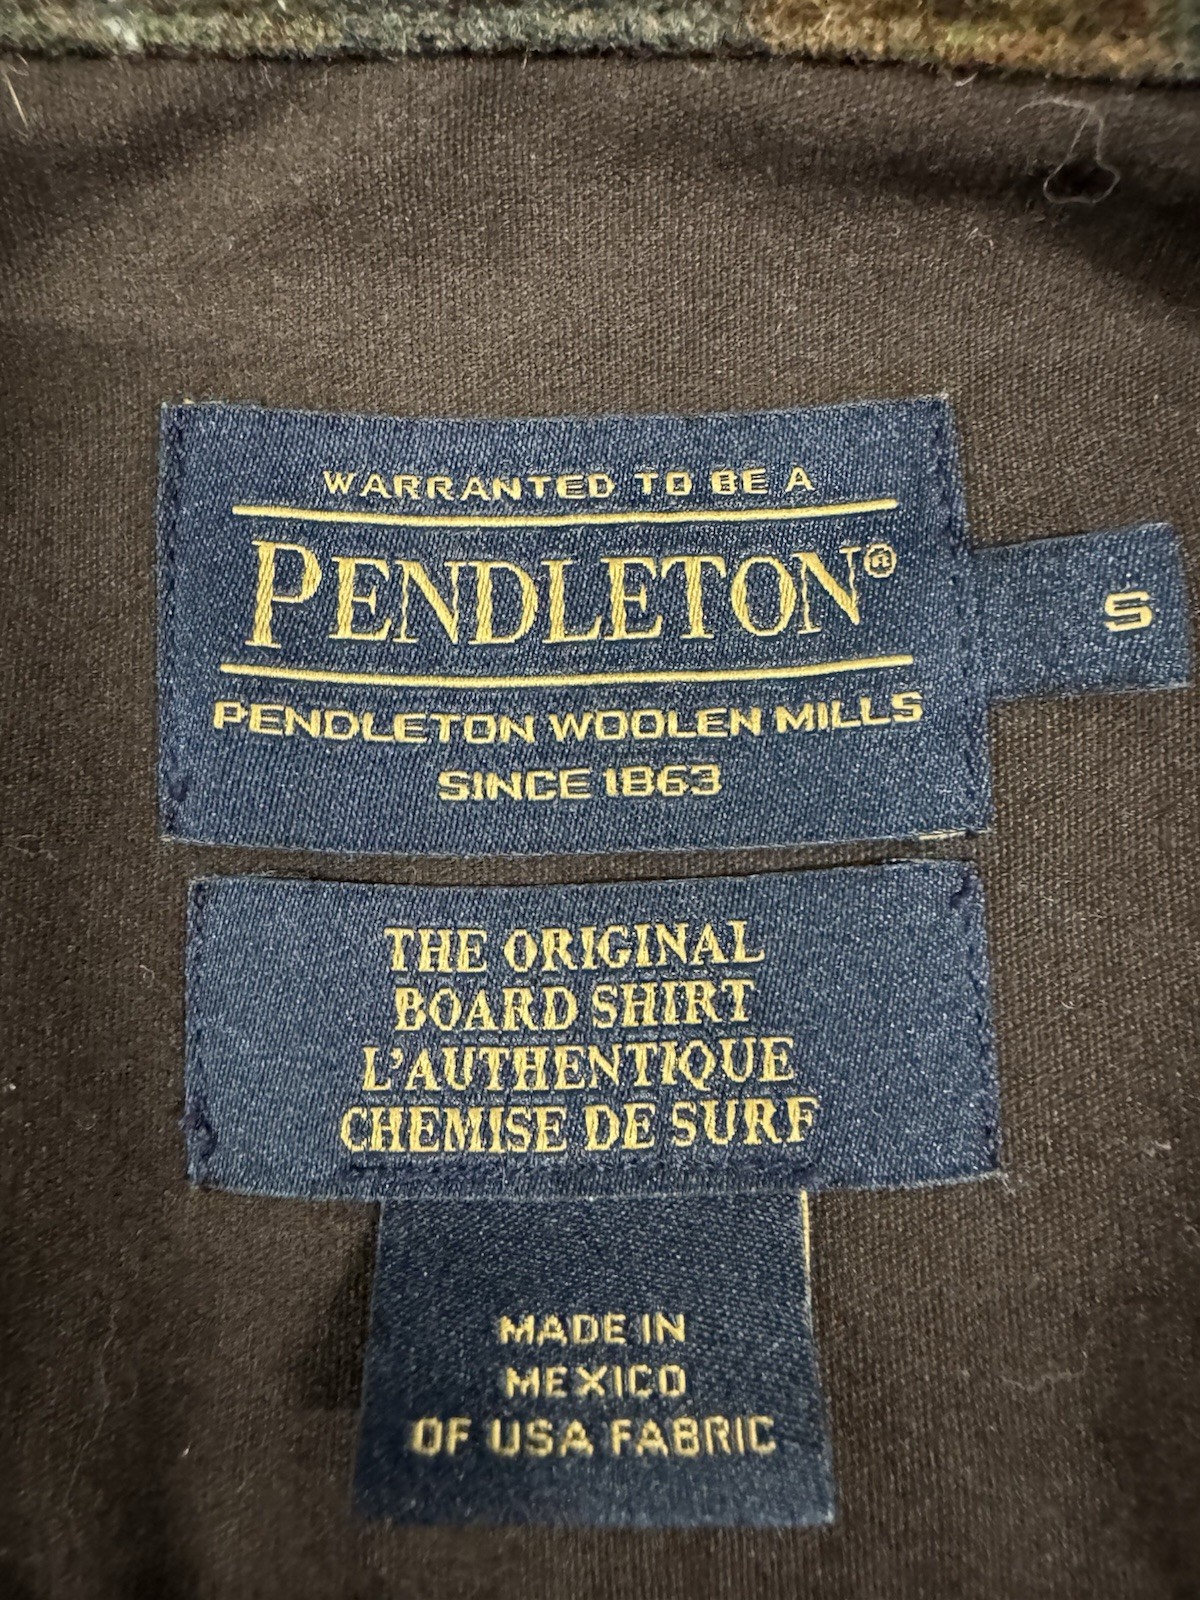 WARRANTED TO BE A
PENDLETON®
PENDLETON WOOLEN MILLS
SINCE 1863
S
THE ORIGINAL
BOARD SHIRT
L'AUTHENTIQUE
CHEMISE DE SURF
MADE IN
MEXICO
OF USA FABRIC